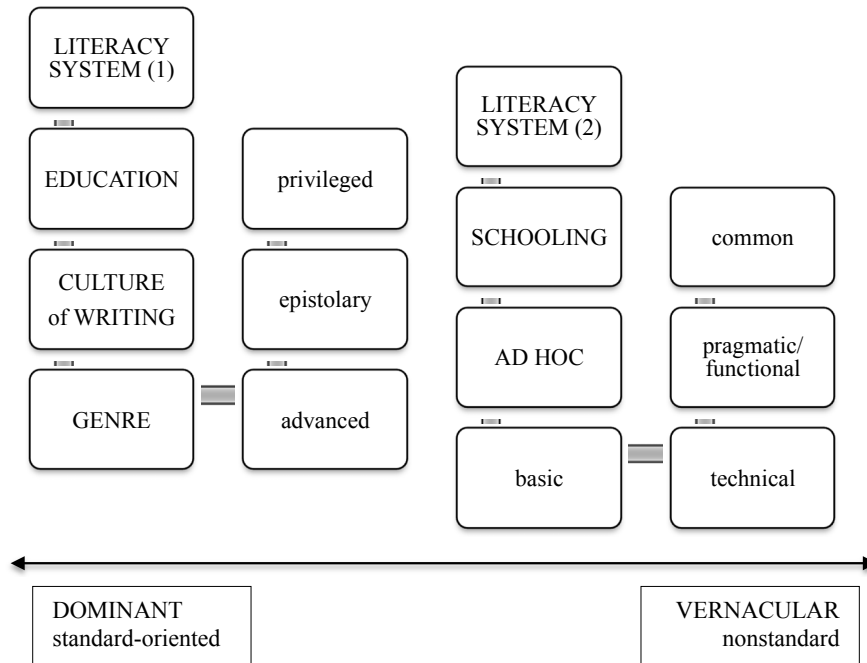 LITERACY
SYSTEM (1)
EDUCATION
CULTURE
of WRITING
GENRE
privileged
epistolary
advanced
LITERACY
SYSTEM (2)
SCHOOLING
AD HOC
basic
common
pragmatic/
functional
technical
DOMINANT
standard-oriented
VERNACULAR
nonstandard